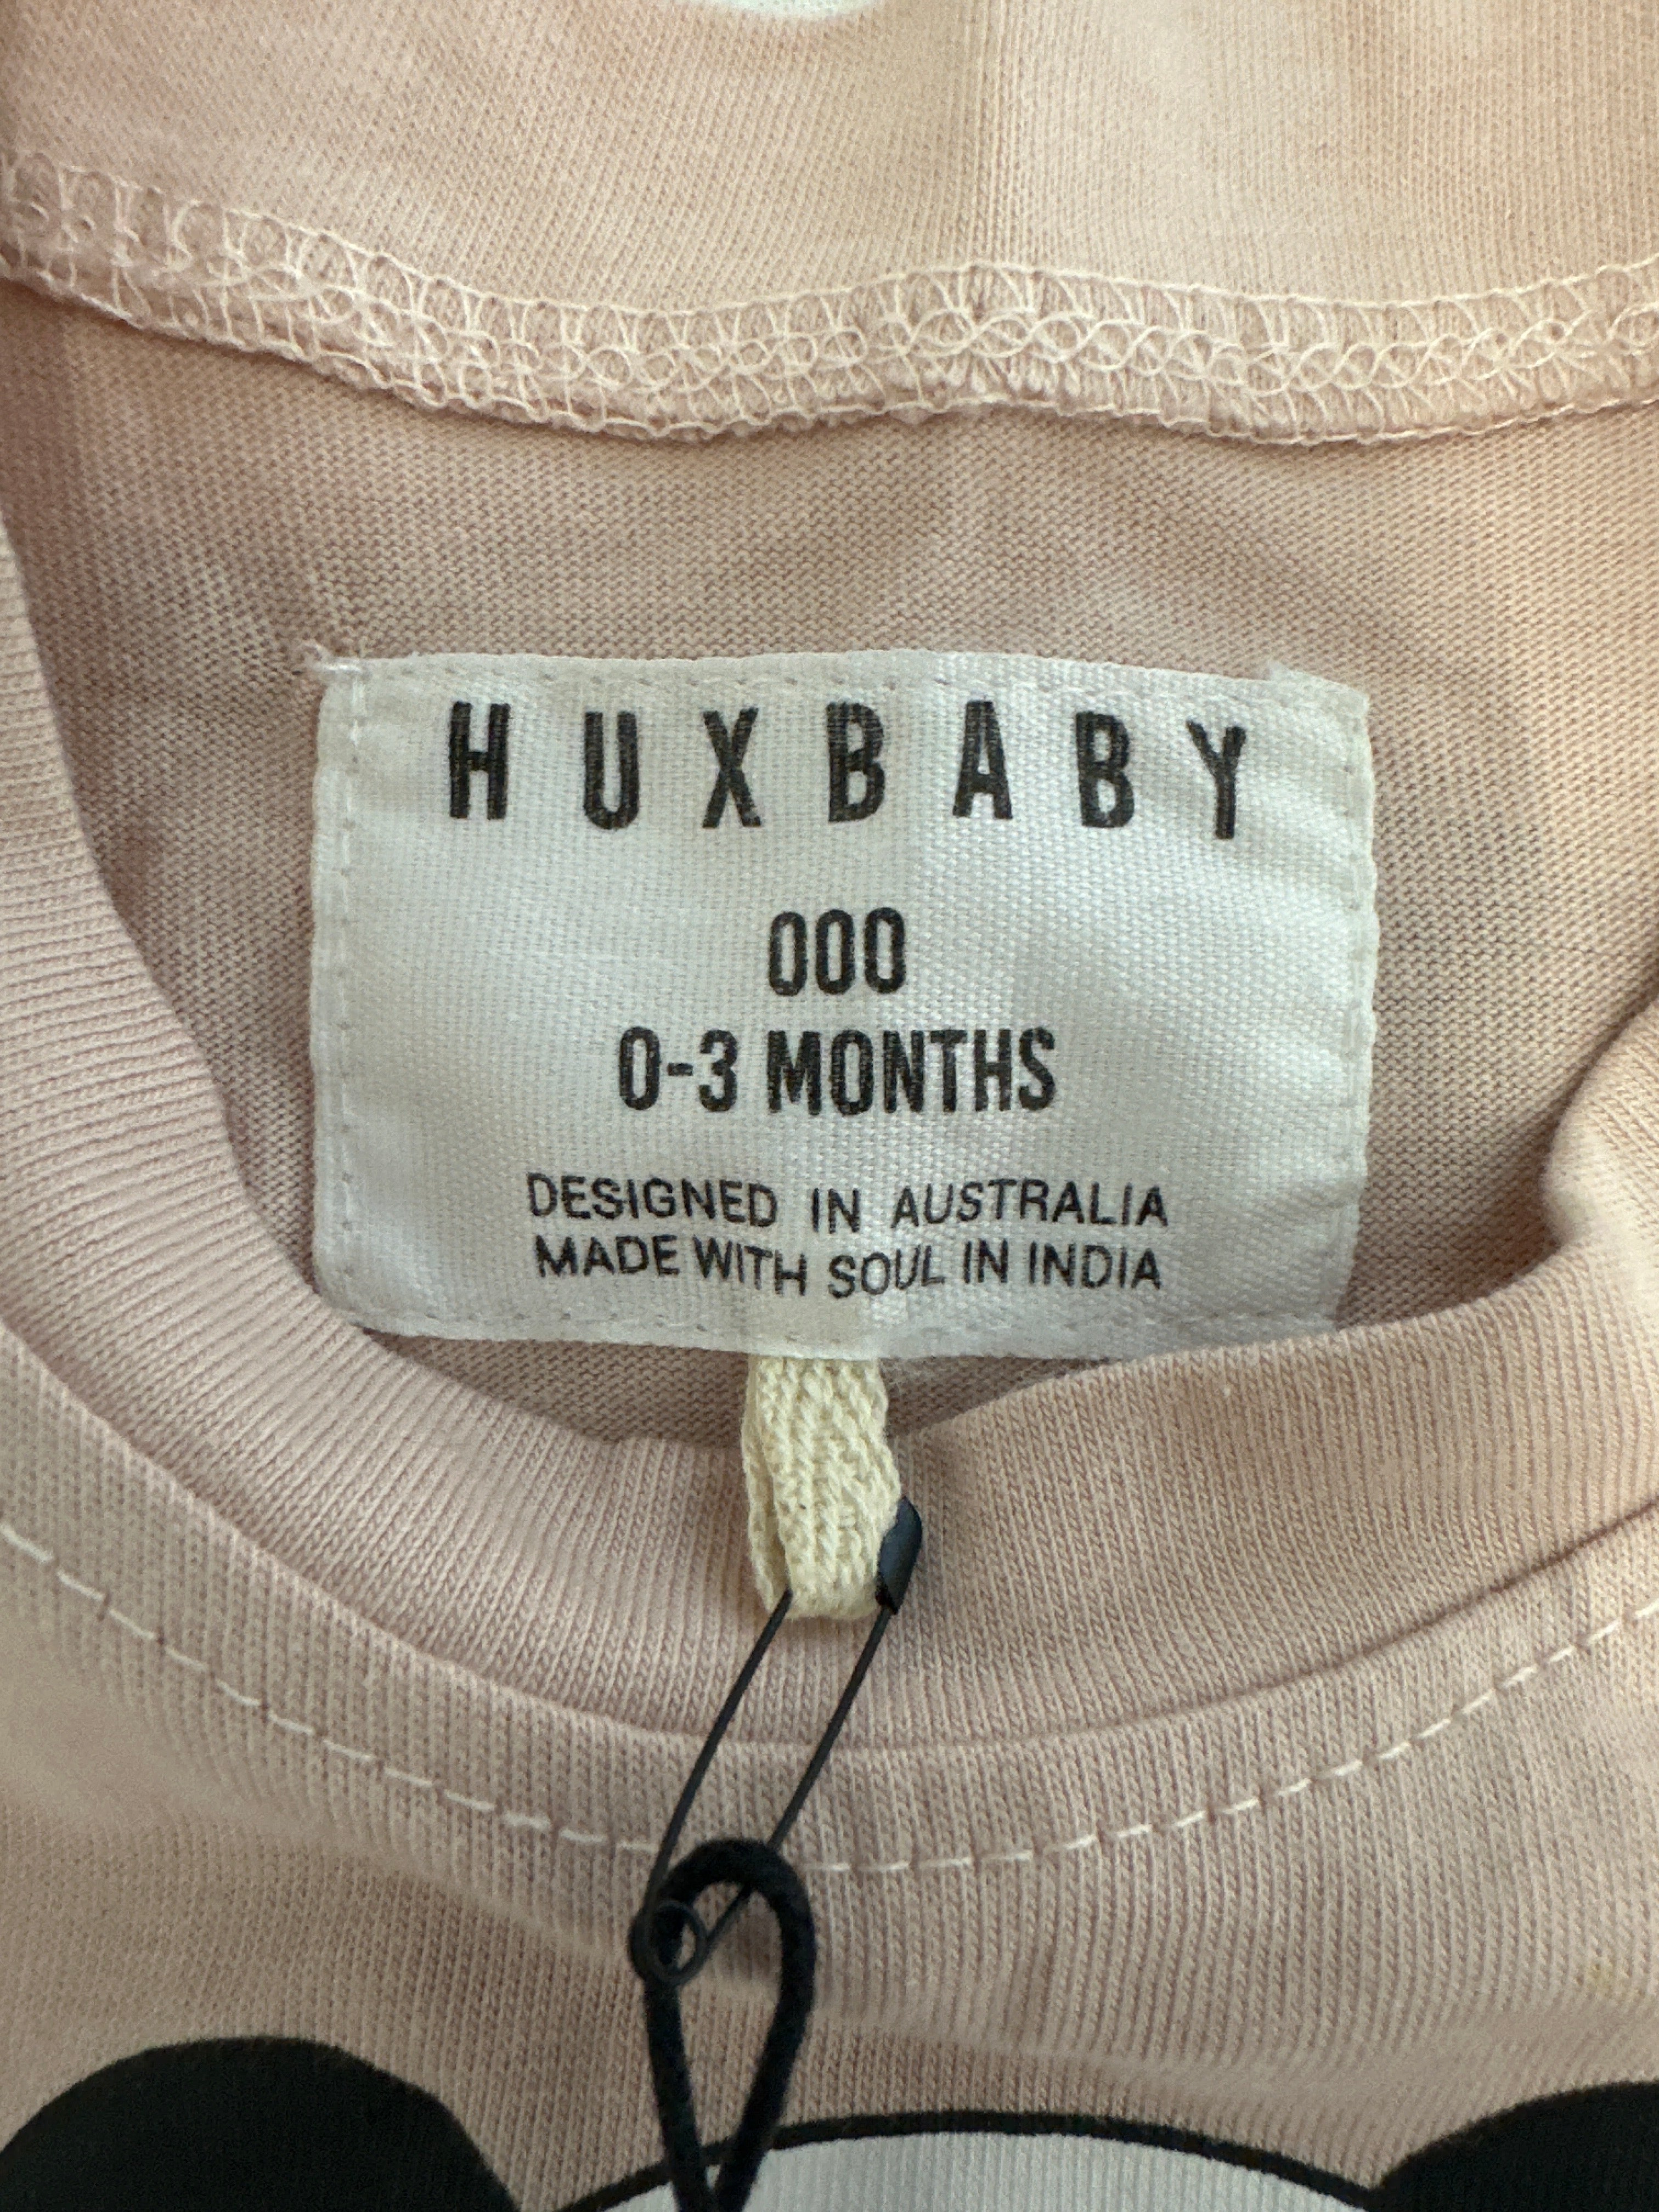 HUXBABY
000
0-3 MONTHS
DESIGNED IN AUSTRALIA
MADE WITH SOUL IN INDIA